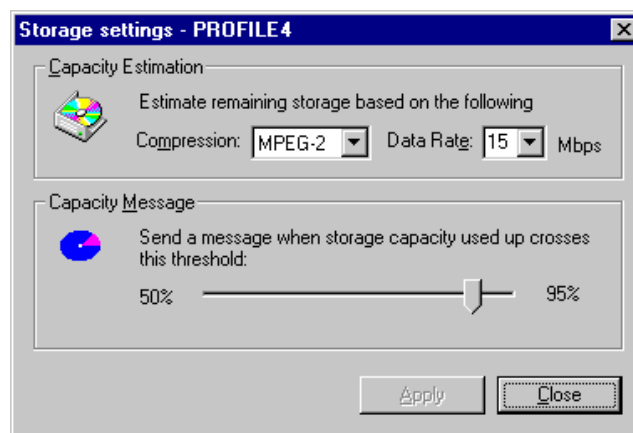 Storage settings - PROFILE4
Capacity Estimation
Estimate remaining storage based on the following
Compression: MPEG-2 Data Rate: 15 Mbps
Capacity Message
Send a message when storage capacity used up crosses
this threshold:
50% 95%
Apply Close